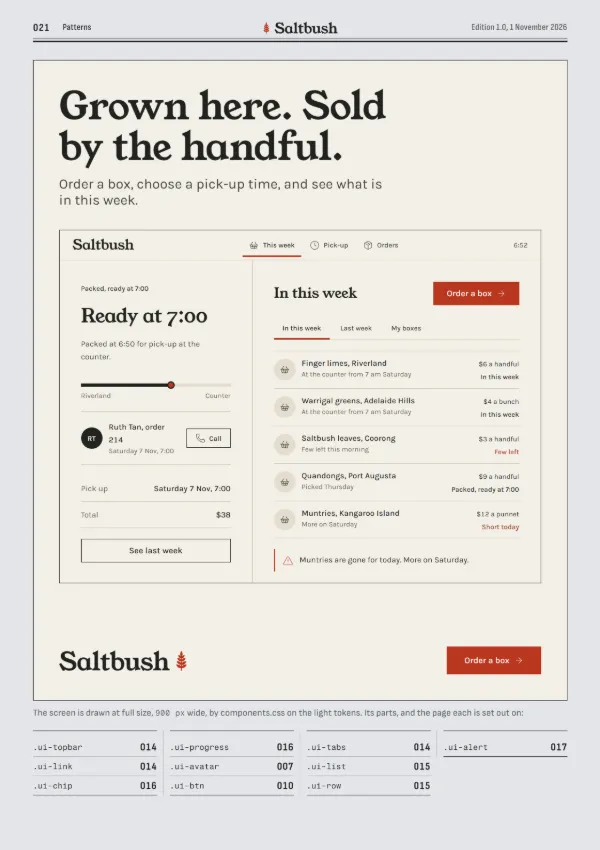 021 Patterns Saltbush Edition 1.0, 1 November 2026
Grown here. Sold
by the handful.
Order a box, choose a pick-up time, and see what is
in this week.
Saltbush This week Pick-up Orders 6:52
Packed, ready at 7:00
Ready at 7:00
Packed at 6:50 for pick-up at the
counter.
Riverland Counter
RT
Ruth Tan, order
214
Saturday 7 Nov, 7:00
Call
Pick up Saturday 7 Nov, 7:00
Total $38
See last week
In this week
Order a box →
In this week Last week My boxes
Finger limes, Riverland $6 a handful
At the counter from 7 am Saturday In this week
Warrigal greens, Adelaide Hills $4 a bunch
At the counter from 7 am Saturday In this week
Saltbush leaves, Coorong $3 a handful
Few left this morning Few left
Quandongs, Port Augusta $9 a handful
Picked Thursday Packed, ready at 7:00
Muntries, Kangaroo Island $12 a punnet
More on Saturday Short today
Muntries are gone for today. More on Saturday.
Saltbush
Order a box →
The screen is drawn at full size, 900 px wide, by components.css on the light tokens. Its parts, and the page each is set out on:
.ui-topbar 014 .ui-progress 016 .ui-tabs 014 .ui-alert 017
.ui-link 014 .ui-avatar 007 .ui-list 015
.ui-chip 016 .ui-btn 010 .ui-row 015